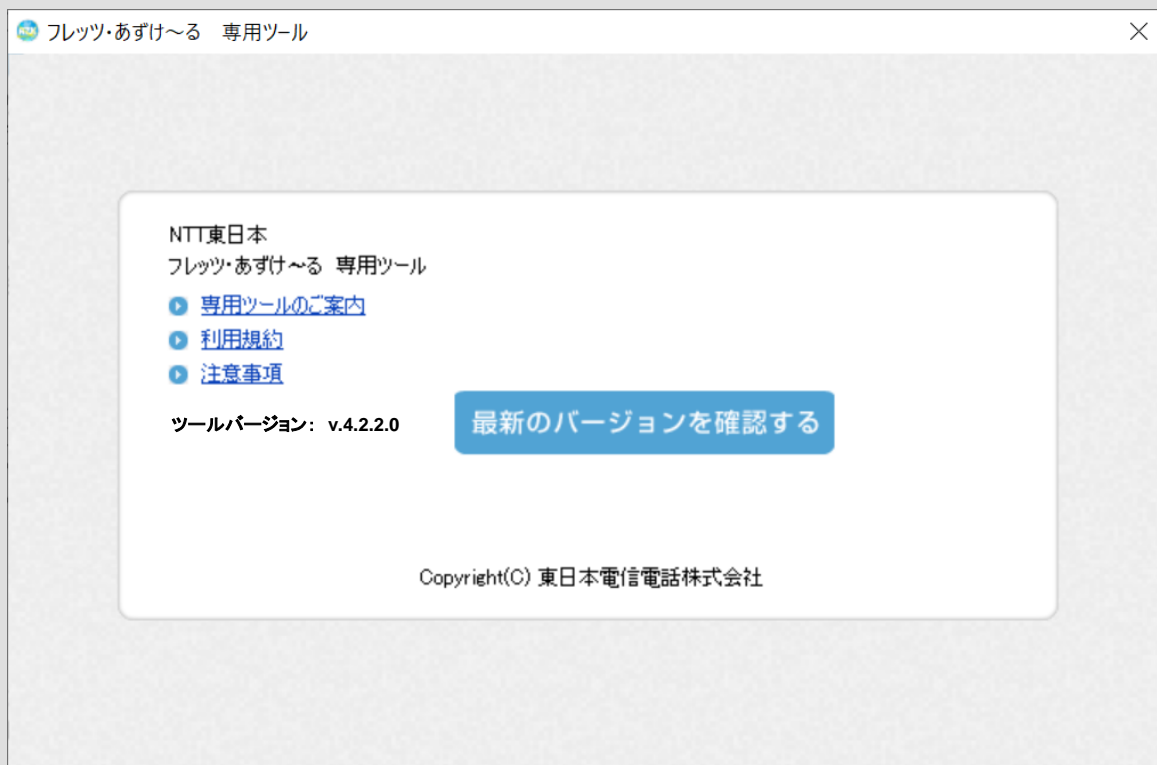 フレッツ・あずけ～る　専用ツール
NTT東日本
フレッツ・あずけ～る 専用ツール
専用ツールのご案内
利用規約
注意事項
ツールバージョン： v.4.2.2.0
最新のバージョンを確認する
Copyright(C) 東日本電信電話株式会社